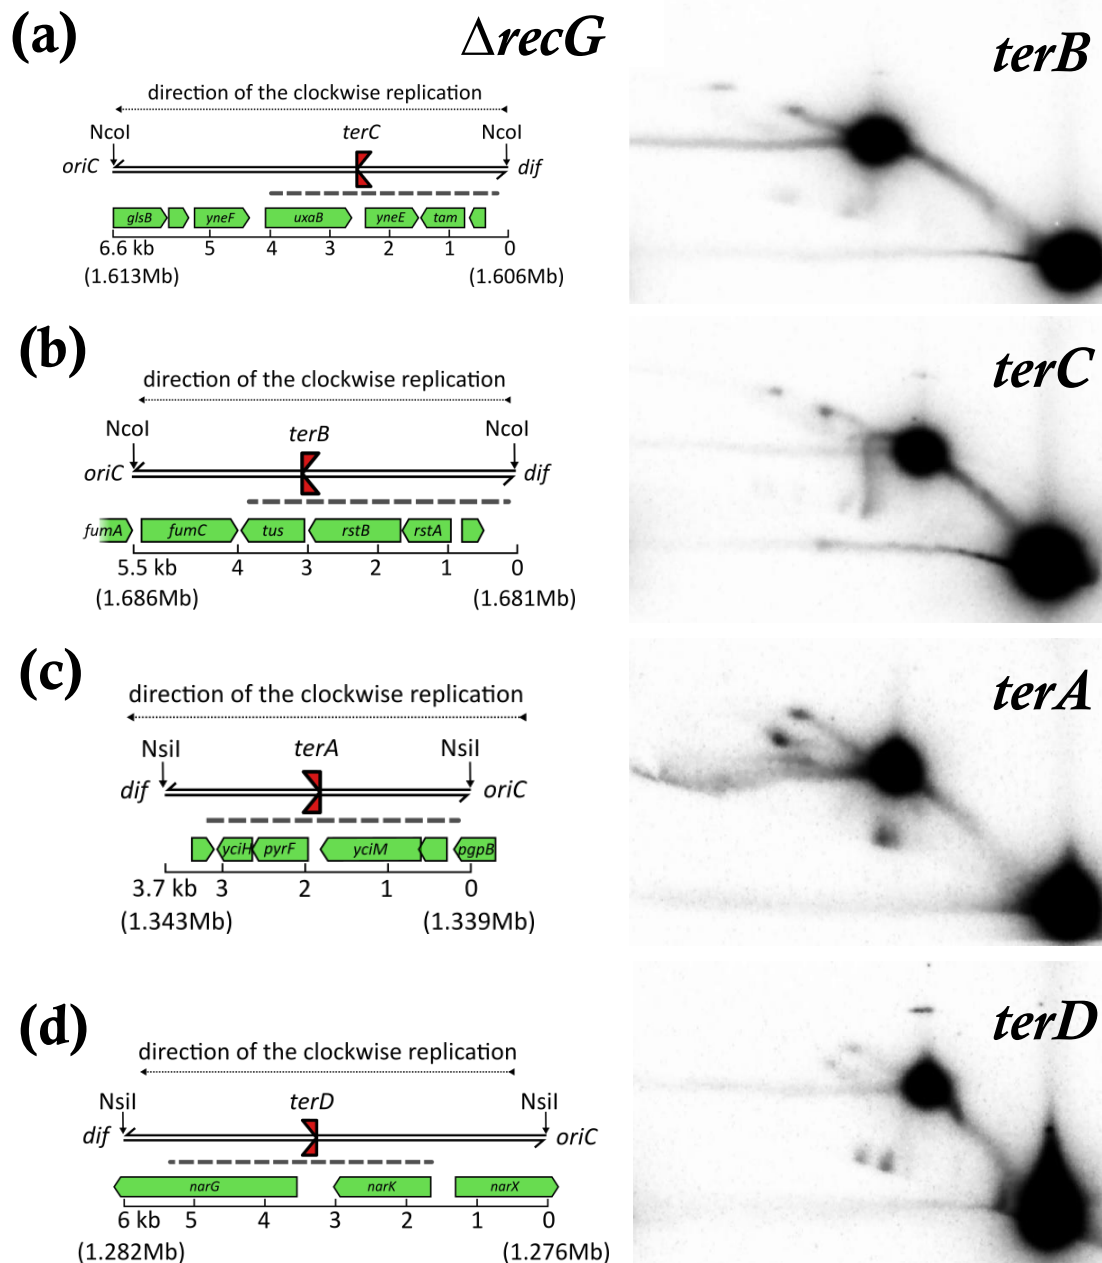 (a)
ΔrecG
terB
direction of the clockwise replication
NcoI terC NcoI
oriC dif
glsB yneF uxaB yneE tam
6.6 kb 5 4 3 2 1 0
(1.613Mb) (1.606Mb)
(b)
terC
direction of the clockwise replication
NcoI terB NcoI
oriC dif
fumA fumC tus rstB rstA
5.5 kb 4 3 2 1 0
(1.686Mb) (1.681Mb)
(c)
terA
direction of the clockwise replication
NsiI terA NsiI
dif oriC
yciH pyrF yciM pgpB
3.7 kb 3 2 1 0
(1.343Mb) (1.339Mb)
(d)
terD
direction of the clockwise replication
NsiI terD NsiI
dif oriC
narG narK narX
6 kb 5 4 3 2 1 0
(1.282Mb) (1.276Mb)